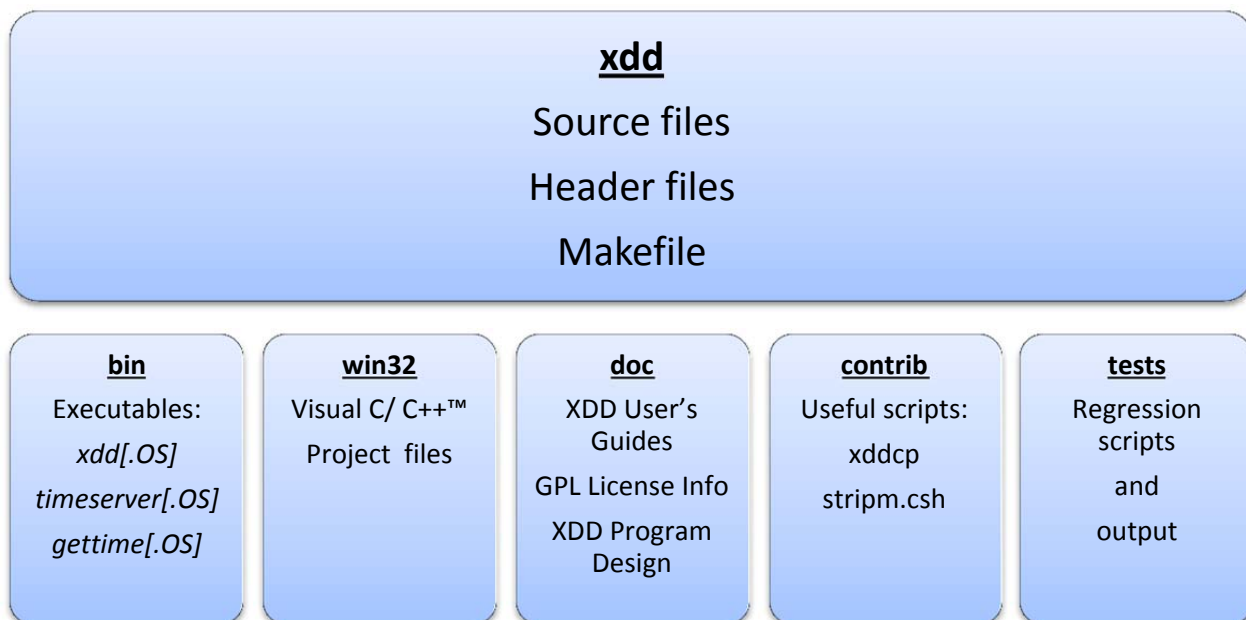 xdd
Source files
Header files
Makefile
bin
Executables:
xdd[.OS]
timeserver[.OS]
gettime[.OS]
win32
Visual C/ C++™
Project files
doc
XDD User’s
Guides
GPL License Info
XDD Program
Design
contrib
Useful scripts:
xddcp
stripm.csh
tests
Regression
scripts
and
output